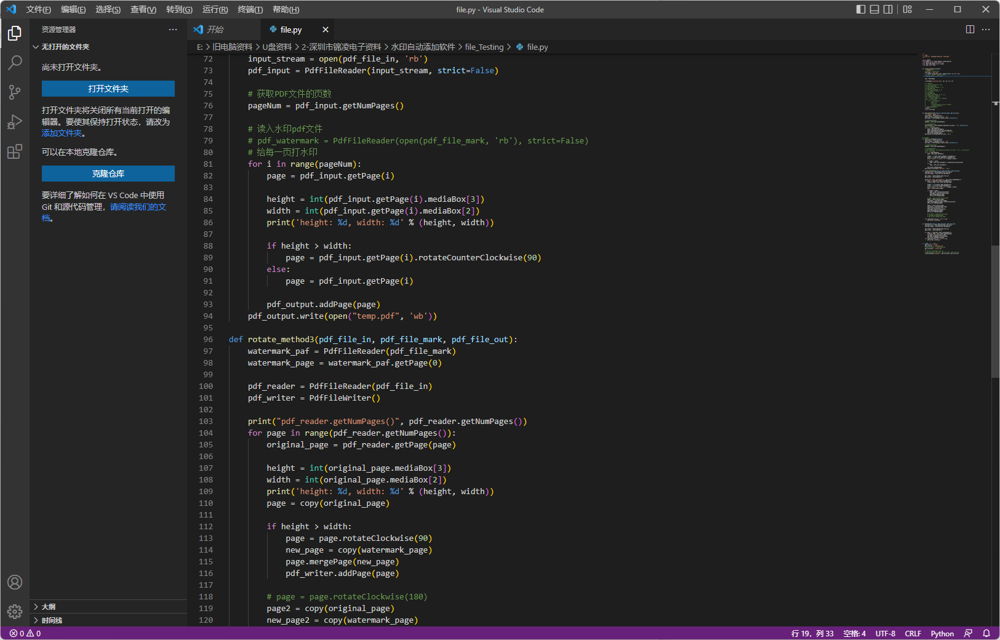 文件(F) 编辑(E) 选择(S) 查看(V) 转到(G) 运行(R) 终端(T) 帮助(H)
file.py - Visual Studio Code
资源管理器
无打开的文件夹
尚未打开文件夹。
打开文件夹
打开文件夹将关闭所有当前打开的编
辑器。要使其保持打开状态，请改为
添加文件夹。
可以在本地克隆仓库。
克隆仓库
要详细了解如何在 VS Code 中使用
Git 和源代码管理，请阅读我们的文
档。
大纲
时间线
开始
file.py
E: > 旧电脑资料 > U盘资料 > 2-深圳市锦凌电子资料 > 水印自动添加软件 > file_Testing > file.py
72 input_stream = open(pdf_file_in, 'rb')
73 pdf_input = PdfFileReader(input_stream, strict=False)
74
75 # 获取PDF文件的页数
76 pageNum = pdf_input.getNumPages()
77
78 # 读入水印pdf文件
79 # pdf_watermark = PdfFileReader(open(pdf_file_mark, 'rb'), strict=False)
80 # 给每一页打水印
81 for i in range(pageNum):
82 page = pdf_input.getPage(i)
83
84 height = int(pdf_input.getPage(i).mediaBox[3])
85 width = int(pdf_input.getPage(i).mediaBox[2])
86 print('height: %d, width: %d' % (height, width))
87
88 if height > width:
89 page = pdf_input.getPage(i).rotateCounterClockwise(90)
90 else:
91 page = pdf_input.getPage(i)
92
93 pdf_output.addPage(page)
94 pdf_output.write(open("temp.pdf", 'wb'))
95
96 def rotate_method3(pdf_file_in, pdf_file_mark, pdf_file_out):
97 watermark_paf = PdfFileReader(pdf_file_mark)
98 watermark_page = watermark_paf.getPage(0)
99
100 pdf_reader = PdfFileReader(pdf_file_in)
101 pdf_writer = PdfFileWriter()
102
103 print("pdf_reader.getNumPages()", pdf_reader.getNumPages())
104 for page in range(pdf_reader.getNumPages()):
105 original_page = pdf_reader.getPage(page)
106
107 height = int(original_page.mediaBox[3])
108 width = int(original_page.mediaBox[2])
109 print('height: %d, width: %d' % (height, width))
110 page = copy(original_page)
111
112 if height > width:
113 page = page.rotateClockwise(90)
114 new_page = copy(watermark_page)
115 page.mergePage(new_page)
116 pdf_writer.addPage(page)
117
118 # page = page.rotateClockwise(180)
119 page2 = copy(original_page)
120 new_page2 = copy(watermark_page)
0 0
行 19，列 33 空格: 4 UTF-8 CRLF Python